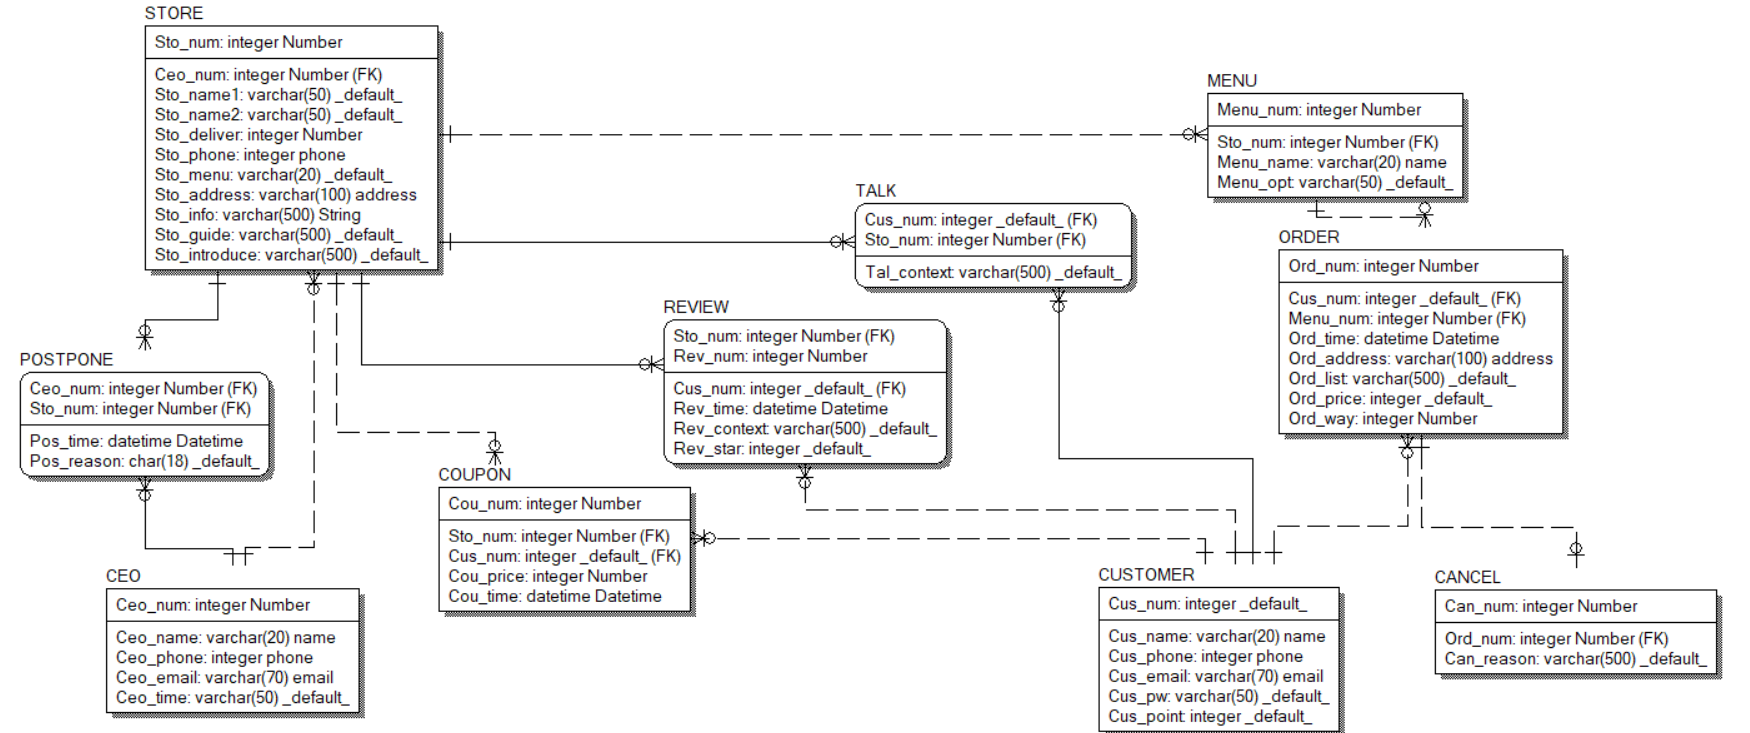 STORE
Sto_num: integer Number
Ceo_num: integer Number (FK)
Sto_name1: varchar(50) _default_
Sto_name2: varchar(50) _default_
Sto_deliver: integer Number
Sto_phone: integer phone
Sto_menu: varchar(20) _default_
Sto_address: varchar(100) address
Sto_info: varchar(500) String
Sto_guide: varchar(500) _default_
Sto_introduce: varchar(500) _default_
MENU
Menu_num: integer Number
Sto_num: integer Number (FK)
Menu_name: varchar(20) name
Menu_opt: varchar(50) _default_
TALK
Cus_num: integer _default_ (FK)
Sto_num: integer Number (FK)
Tal_context: varchar(500) _default_
ORDER
Ord_num: integer Number
Cus_num: integer _default_ (FK)
Menu_num: integer Number (FK)
Ord_time: datetime Datetime
Ord_address: varchar(100) address
Ord_list: varchar(500) _default_
Ord_price: integer _default_
Ord_way: integer Number
REVIEW
Sto_num: integer Number (FK)
Rev_num: integer Number
Cus_num: integer _default_ (FK)
Rev_time: datetime Datetime
Rev_context: varchar(500) _default_
Rev_star: integer _default_
POSTPONE
Ceo_num: integer Number (FK)
Sto_num: integer Number (FK)
Pos_time: datetime Datetime
Pos_reason: char(18) _default_
COUPON
Cou_num: integer Number
Sto_num: integer Number (FK)
Cus_num: integer _default_ (FK)
Cou_price: integer Number
Cou_time: datetime Datetime
CEO
Ceo_num: integer Number
Ceo_name: varchar(20) name
Ceo_phone: integer phone
Ceo_email: varchar(70) email
Ceo_time: varchar(50) _default_
CUSTOMER
Cus_num: integer _default_
Cus_name: varchar(20) name
Cus_phone: integer phone
Cus_email: varchar(70) email
Cus_pw: varchar(50) _default_
Cus_point: integer _default_
CANCEL
Can_num: integer Number
Ord_num: integer Number (FK)
Can_reason: varchar(500) _default_